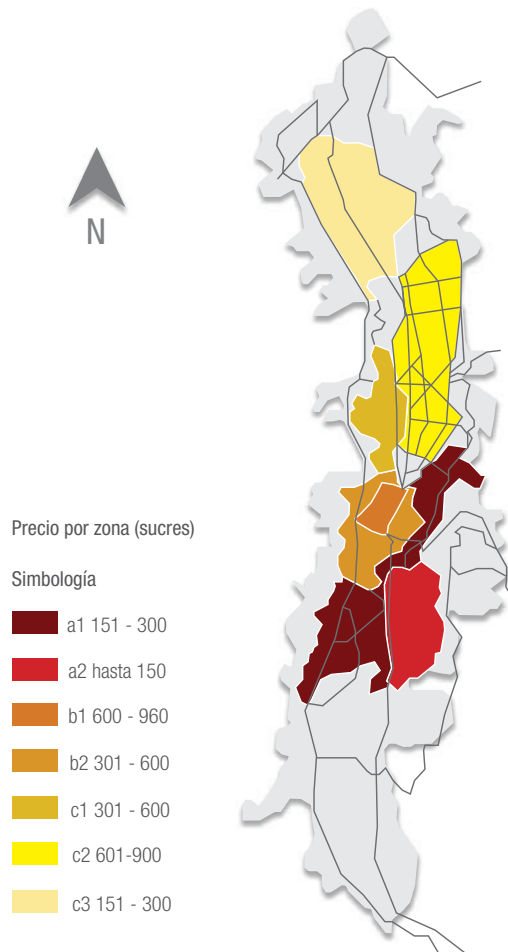 N
Precio por zona (sucres)
Simbología
a1 151 - 300
a2 hasta 150
b1 600 - 960
b2 301 - 600
c1 301 - 600
c2 601-900
c3 151 - 300